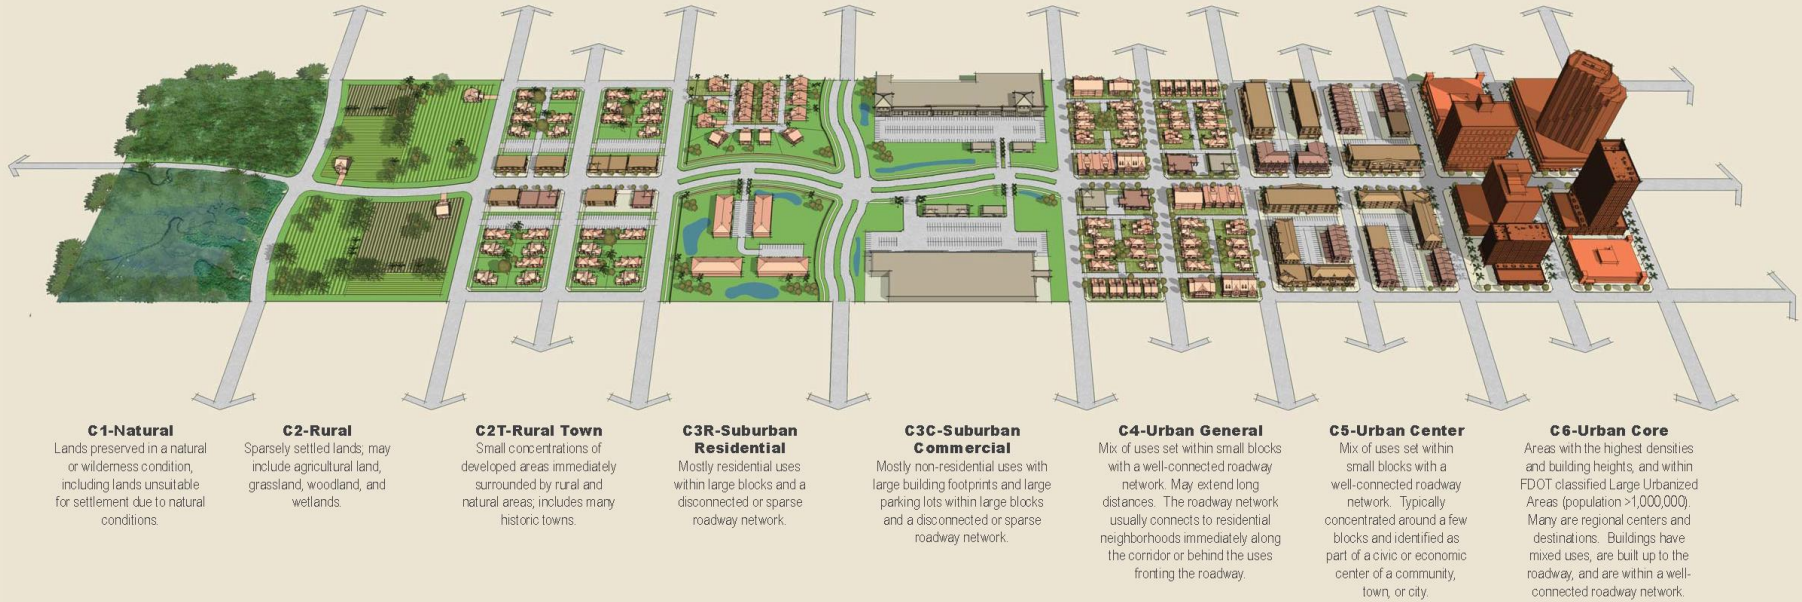 C1-Natural
Lands preserved in a natural
or wilderness condition,
including lands unsuitable
for settlement due to natural
conditions.
C2-Rural
Sparsely settled lands; may
include agricultural land,
grassland, woodland, and
wetlands.
C2T-Rural Town
Small concentrations of
developed areas immediately
surrounded by rural and
natural areas; includes many
historic towns.
C3R-Suburban
Residential
Mostly residential uses
within large blocks and a
disconnected or sparse
roadway network.
C3C-Suburban
Commercial
Mostly non-residential uses with
large building footprints and large
parking lots within large blocks
and a disconnected or sparse
roadway network.
C4-Urban General
Mix of uses set within small blocks
with a well-connected roadway
network. May extend long
distances. The roadway network
usually connects to residential
neighborhoods immediately along
the corridor or behind the uses
fronting the roadway.
C5-Urban Center
Mix of uses set within
small blocks with a
well-connected roadway
network. Typically
concentrated around a few
blocks and identified as
part of a civic or economic
center of a community,
town, or city.
C6-Urban Core
Areas with the highest densities
and building heights, and within
FDOT classified Large Urbanized
Areas (population >1,000,000).
Many are regional centers and
destinations. Buildings have
mixed uses, are built up to the
roadway, and are within a well-
connected roadway network.